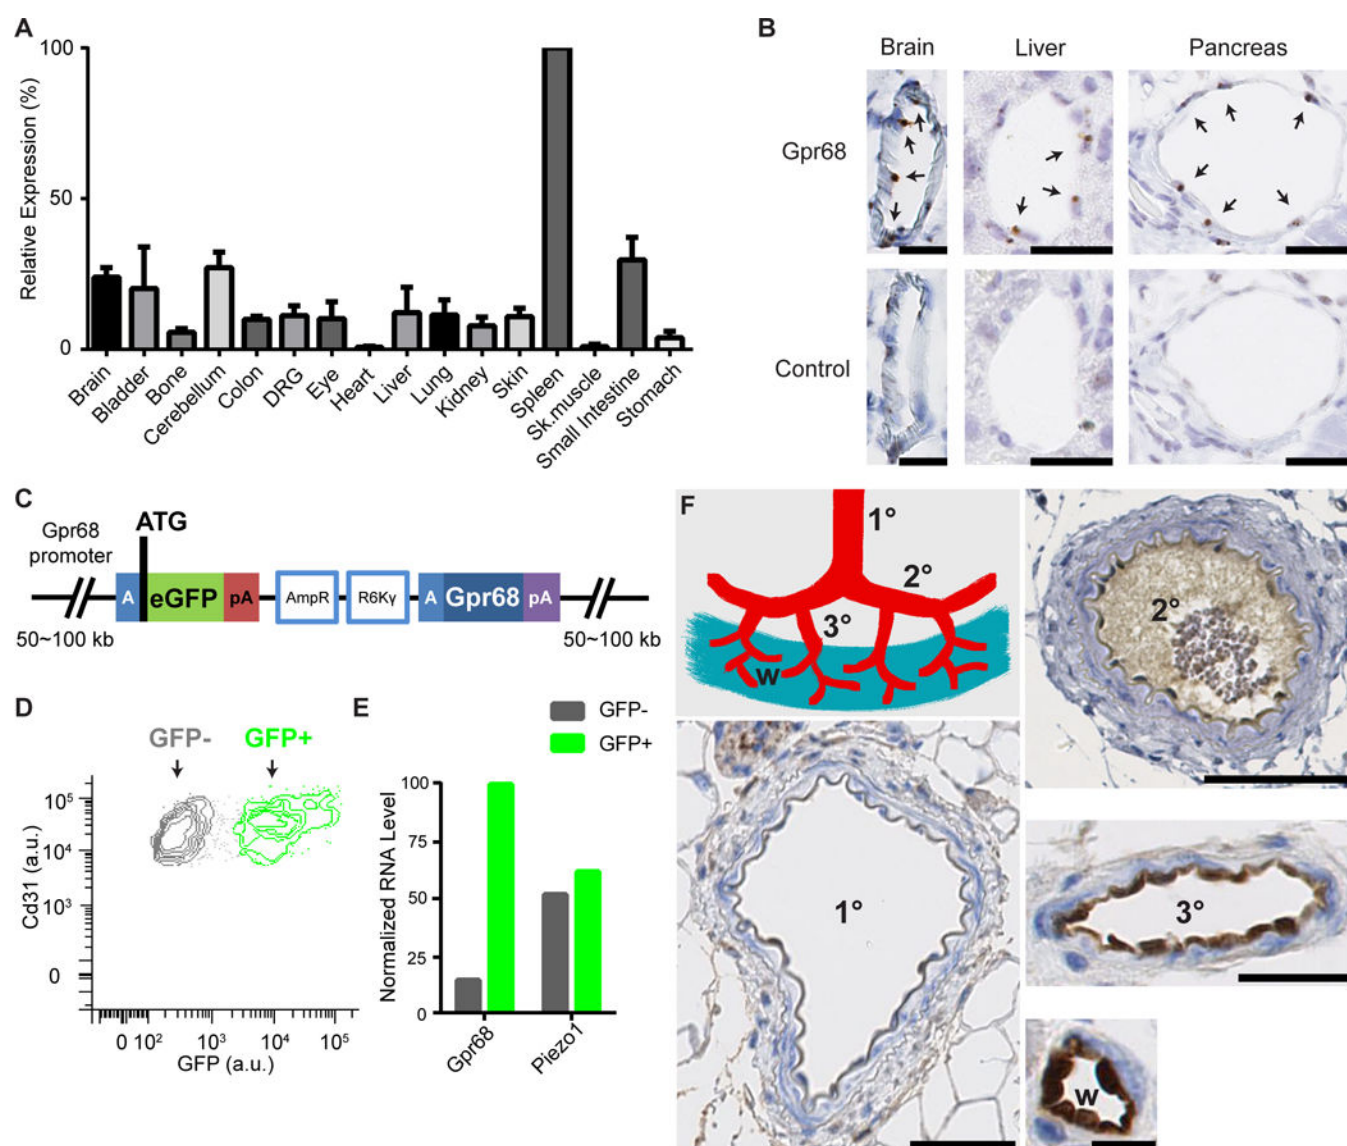 A
Relative Expression (%)
100
50
0
Brain
Bladder
Bone
Cerebellum
Colon
DRG
Eye
Heart
Liver
Lung
Kidney
Skin
Spleen
Sk.muscle
Small Intestine
Stomach
B
Brain Liver Pancreas
Gpr68
Control
C
Gpr68
promoter
ATG
A eGFP pA AmpR R6Kγ A Gpr68 pA
50~100 kb 50~100 kb
D
GFP- GFP+
Cd31 (a.u.)
10⁵
10⁴
10³
0
0 10² 10³ 10⁴ 10⁵
GFP (a.u.)
E
GFP-
GFP+
Normalized RNA Level
100
75
50
25
0
Gpr68
Piezo1
F
1°
2°
3°
w
1°
2°
3°
w